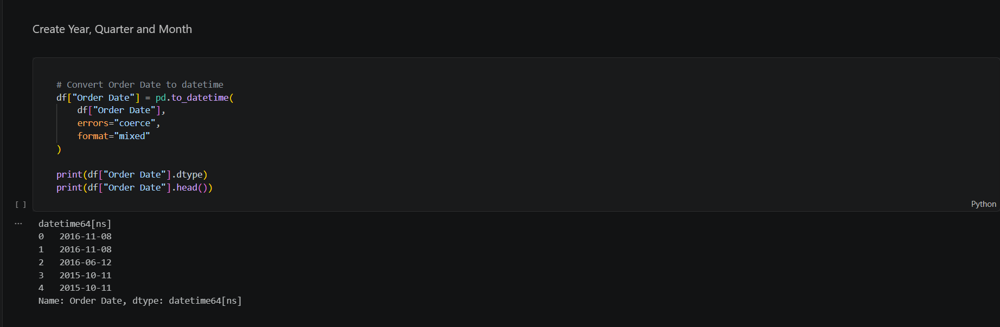 Create Year, Quarter and Month
# Convert Order Date to datetime
df["Order Date"] = pd.to_datetime(
    df["Order Date"],
    errors="coerce",
    format="mixed"
)
print(df["Order Date"].dtype)
print(df["Order Date"].head())
[ ]
Python
...
datetime64[ns]
0   2016-11-08
1   2016-11-08
2   2016-06-12
3   2015-10-11
4   2015-10-11
Name: Order Date, dtype: datetime64[ns]